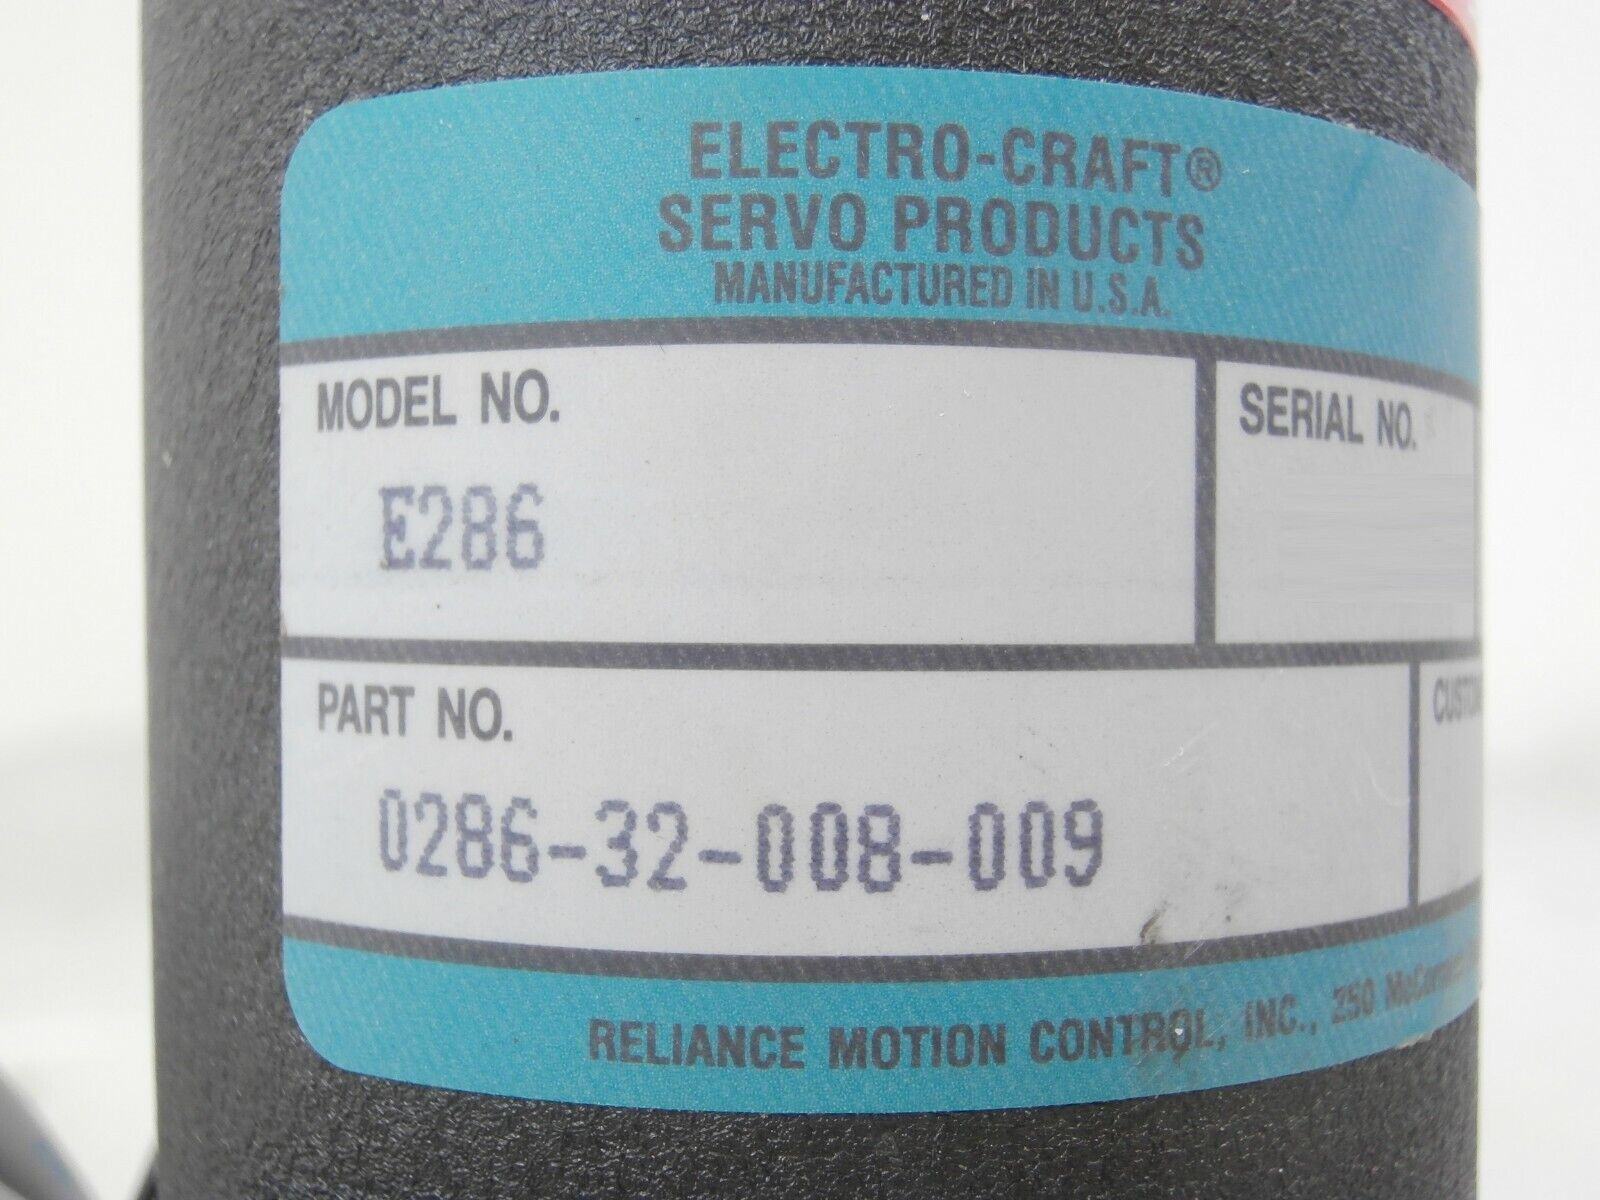 ELECTRO-CRAFT®
SERVO PRODUCTS
MANUFACTURED IN U.S.A.
MODEL NO.
SERIAL NO.
E286
PART NO.
0286-32-008-009
RELIANCE MOTION CONTROL, INC., 250